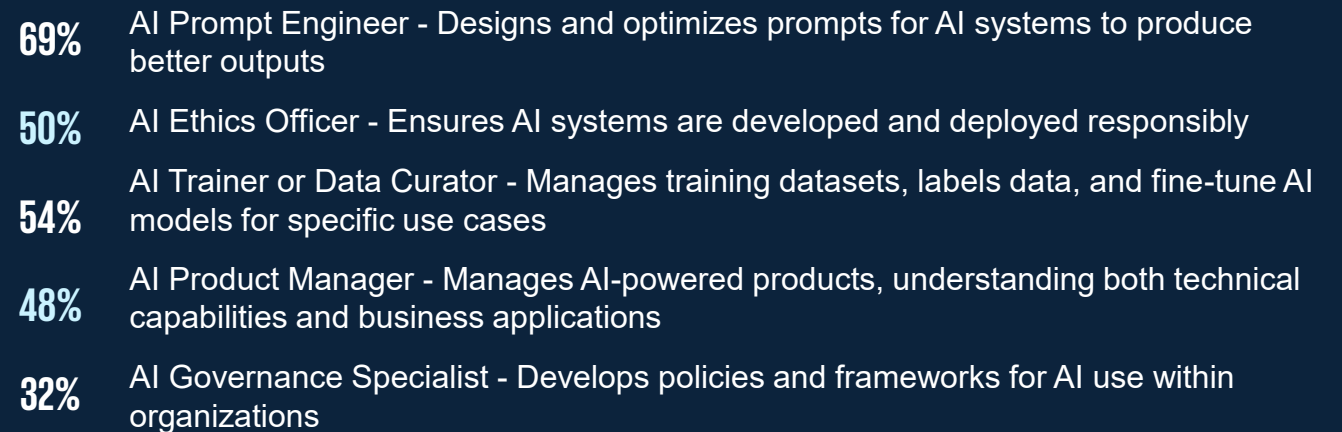 69% AI Prompt Engineer - Designs and optimizes prompts for AI systems to produce
better outputs
50% AI Ethics Officer - Ensures AI systems are developed and deployed responsibly
54% AI Trainer or Data Curator - Manages training datasets, labels data, and fine-tune AI
models for specific use cases
48% AI Product Manager - Manages AI-powered products, understanding both technical
capabilities and business applications
32% AI Governance Specialist - Develops policies and frameworks for AI use within
organizations